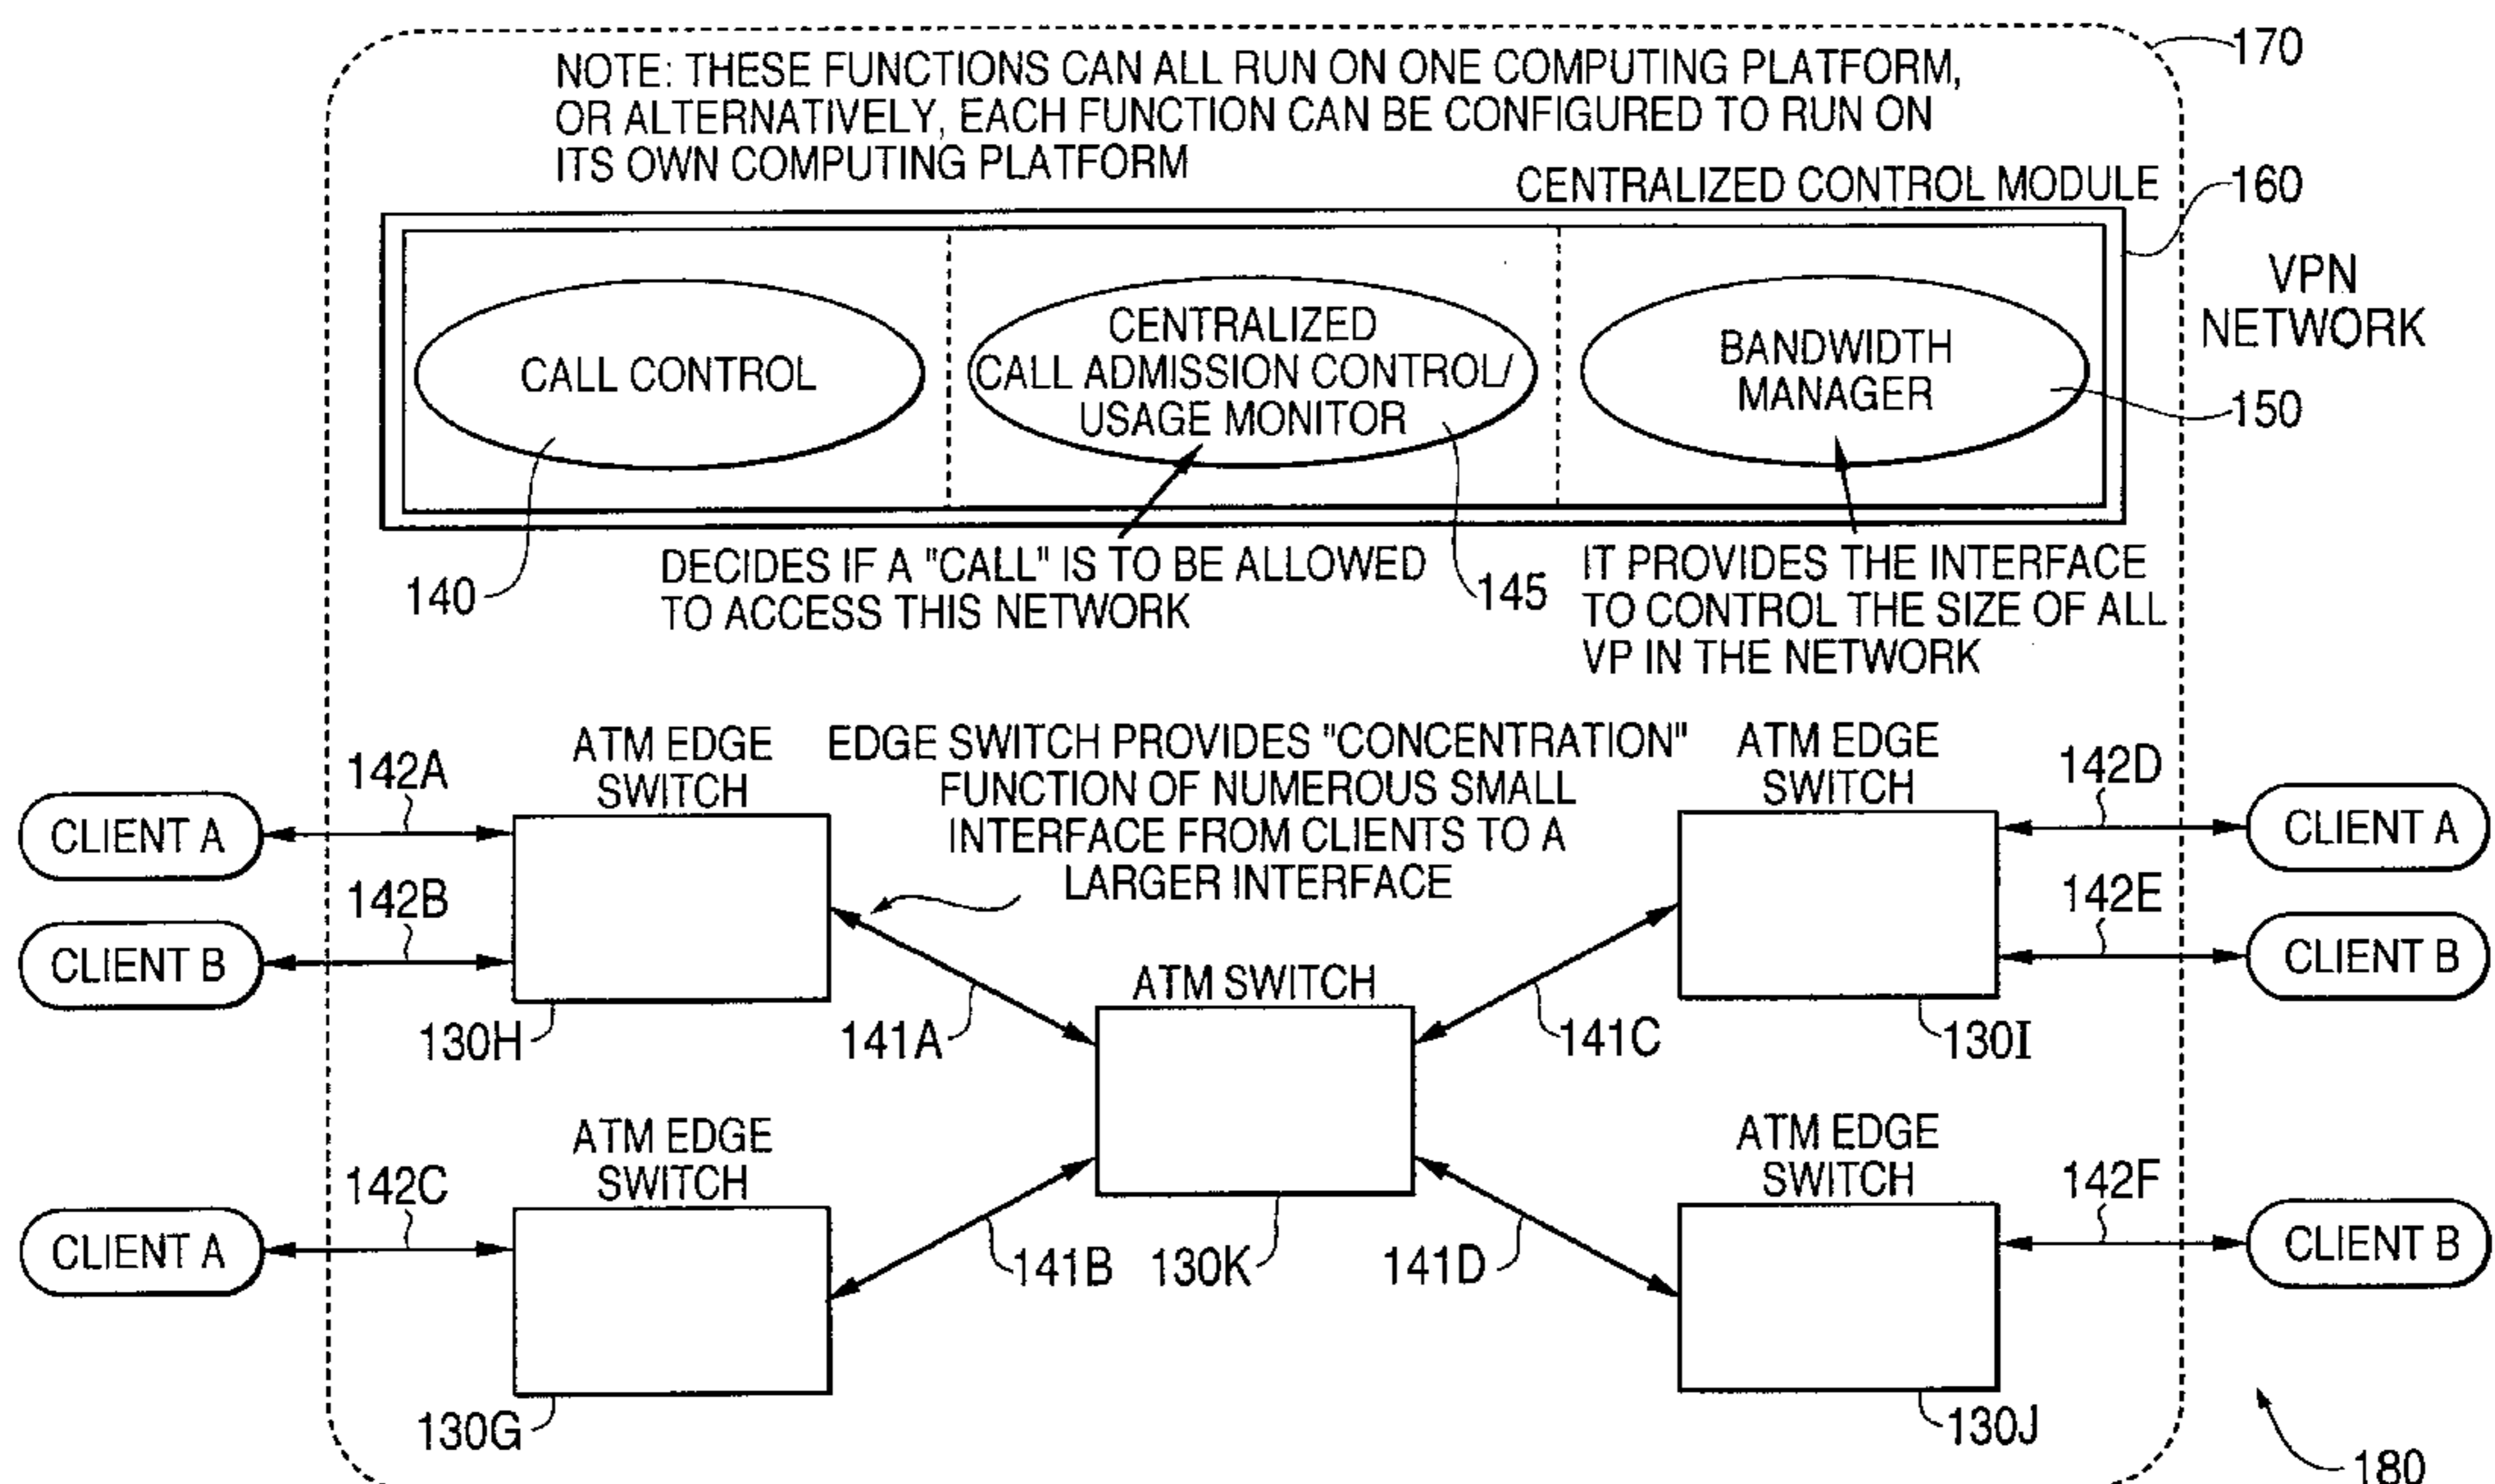 NOTE: THESE FUNCTIONS CAN ALL RUN ON ONE COMPUTING PLATFORM,
OR ALTERNATIVELY, EACH FUNCTION CAN BE CONFIGURED TO RUN ON
ITS OWN COMPUTING PLATFORM
170
CENTRALIZED CONTROL MODULE
160
VPN
NETWORK
CALL CONTROL
CENTRALIZED
CALL ADMISSION CONTROL/
USAGE MONITOR
BANDWIDTH
MANAGER
150
140
DECIDES IF A "CALL" IS TO BE ALLOWED
TO ACCESS THIS NETWORK
145
IT PROVIDES THE INTERFACE
TO CONTROL THE SIZE OF ALL
VP IN THE NETWORK
ATM EDGE
SWITCH
EDGE SWITCH PROVIDES "CONCENTRATION"
FUNCTION OF NUMEROUS SMALL
INTERFACE FROM CLIENTS TO A
LARGER INTERFACE
ATM EDGE
SWITCH
142A
142D
CLIENT A
CLIENT A
142B
142E
CLIENT B
CLIENT B
ATM SWITCH
130H
141A
141C
130I
ATM EDGE
SWITCH
ATM EDGE
SWITCH
142C
142F
CLIENT A
CLIENT B
141B
130K
141D
130G
130J
180